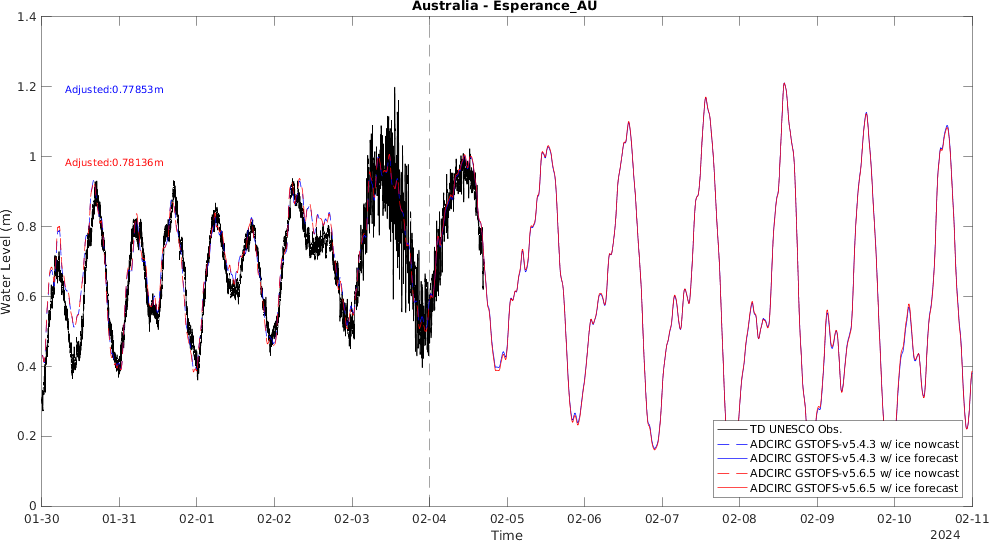 Australia - Esperance_AU
1.4
1.2
1
0.8
0.6
0.4
0.2
0
Water Level (m)
Adjusted:0.77853m
Adjusted:0.78136m
TD UNESCO Obs.
ADCIRC GSTOFS-v5.4.3 w/ ice nowcast
ADCIRC GSTOFS-v5.4.3 w/ ice forecast
ADCIRC GSTOFS-v5.6.5 w/ ice nowcast
ADCIRC GSTOFS-v5.6.5 w/ ice forecast
01-30 01-31 02-01 02-02 02-03 02-04 02-05 02-06 02-07 02-08 02-09 02-10 02-11
Time
2024